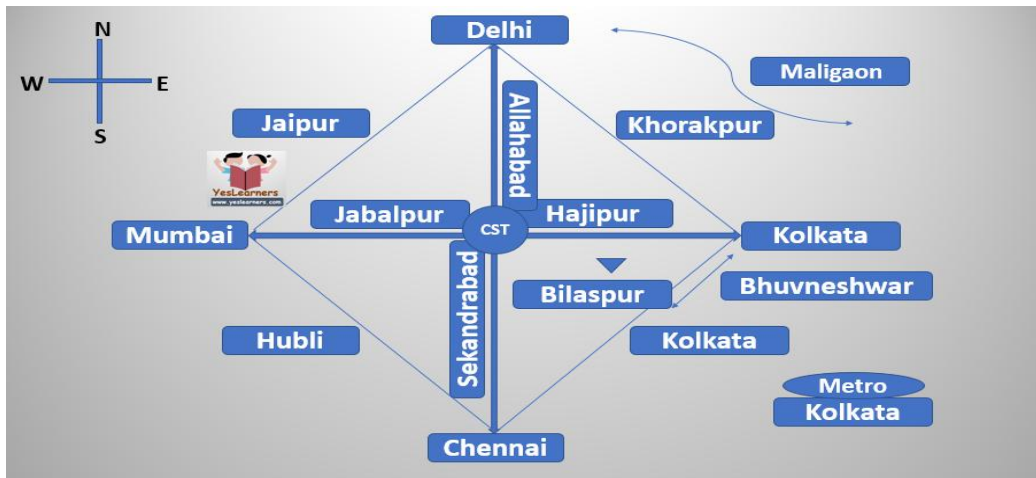 Delhi
N
W
E
S
Maligaon
Jaipur
Allahabad
Khorakpur
YesLearners
www.yeslearners.com
Jabalpur
Hajipur
Mumbai
CST
Kolkata
Sekandrabad
Bilaspur
Bhuvneshwar
Hubli
Kolkata
Metro
Kolkata
Chennai